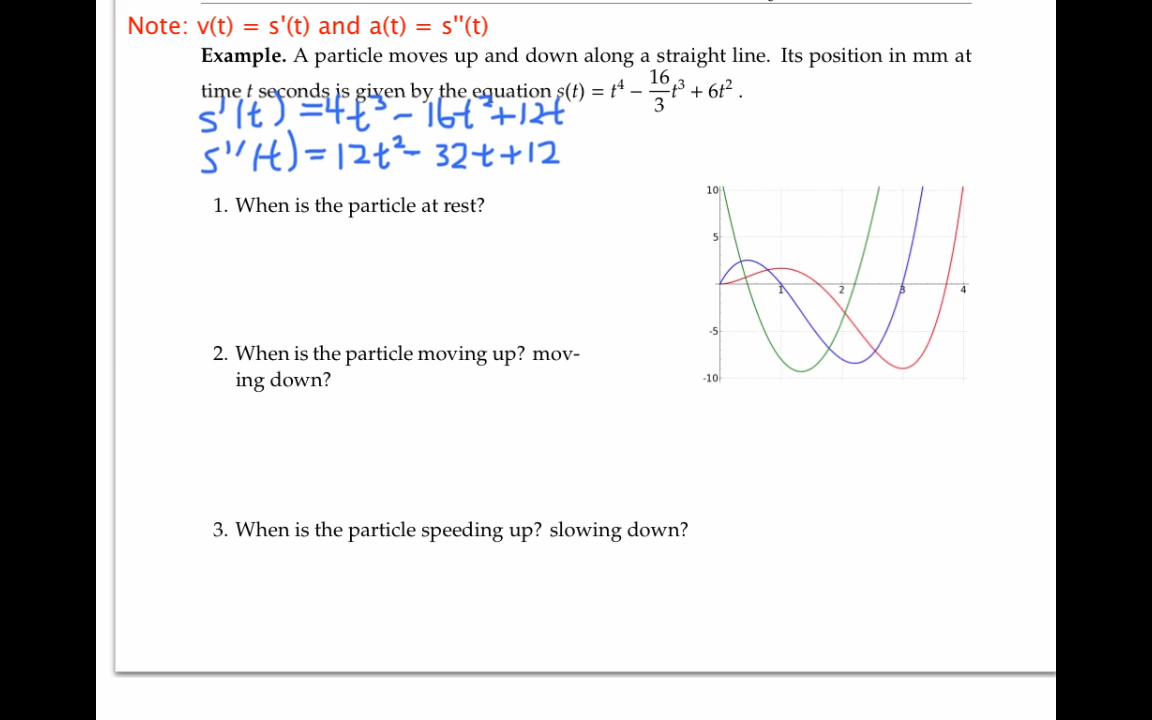 Note: v(t) = s'(t) and a(t) = s''(t)
Example. A particle moves up and down along a straight line. Its position in mm at
time t seconds is given by the equation s(t) = t⁴ − 16/3 t³ + 6t² .
s'(t) = 4t³ − 16t² + 12t
s''(t) = 12t² − 32t + 12
1. When is the particle at rest?
10
5
1 2 3 4
-5
-10
2. When is the particle moving up? mov-
ing down?
3. When is the particle speeding up? slowing down?